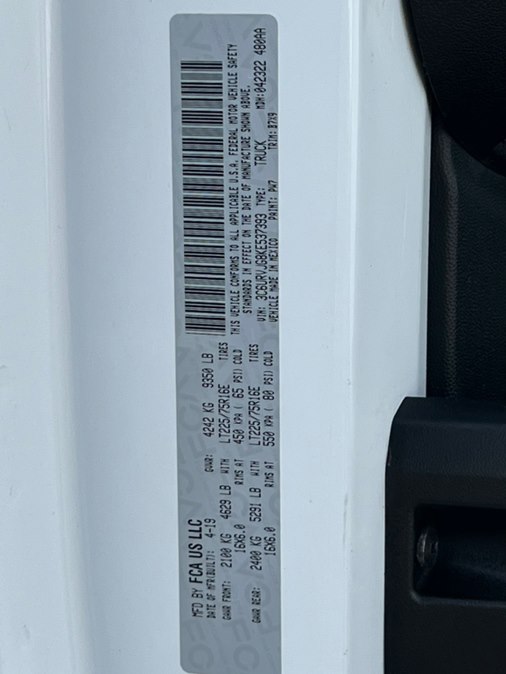 MFD BY FCA US LLC
DATE OF MFR(BUILT): 4-19 GVWR: 4242 KG 9350 LB
GAWR FRONT: 2100 KG 4629 LB WITH LT225/75R16E TIRES
16X6.0 RIMS AT 450 KPA ( 65 PSI) COLD
GAWR REAR: 2400 KG 5291 LB WITH LT225/75R16E TIRES
16X6.0 RIMS AT 550 KPA ( 80 PSI) COLD
THIS VEHICLE CONFORMS TO ALL APPLICABLE U.S.A. FEDERAL MOTOR VEHICLE SAFETY
STANDARDS IN EFFECT ON THE DATE OF MANUFACTURE SHOWN ABOVE.
VIN: 3C6URVJG8KE537393 TYPE: TRUCK MDH: 042322 480AA
VEHICLE MADE IN MEXICO PAINT: PW7 TRIM: B7X9